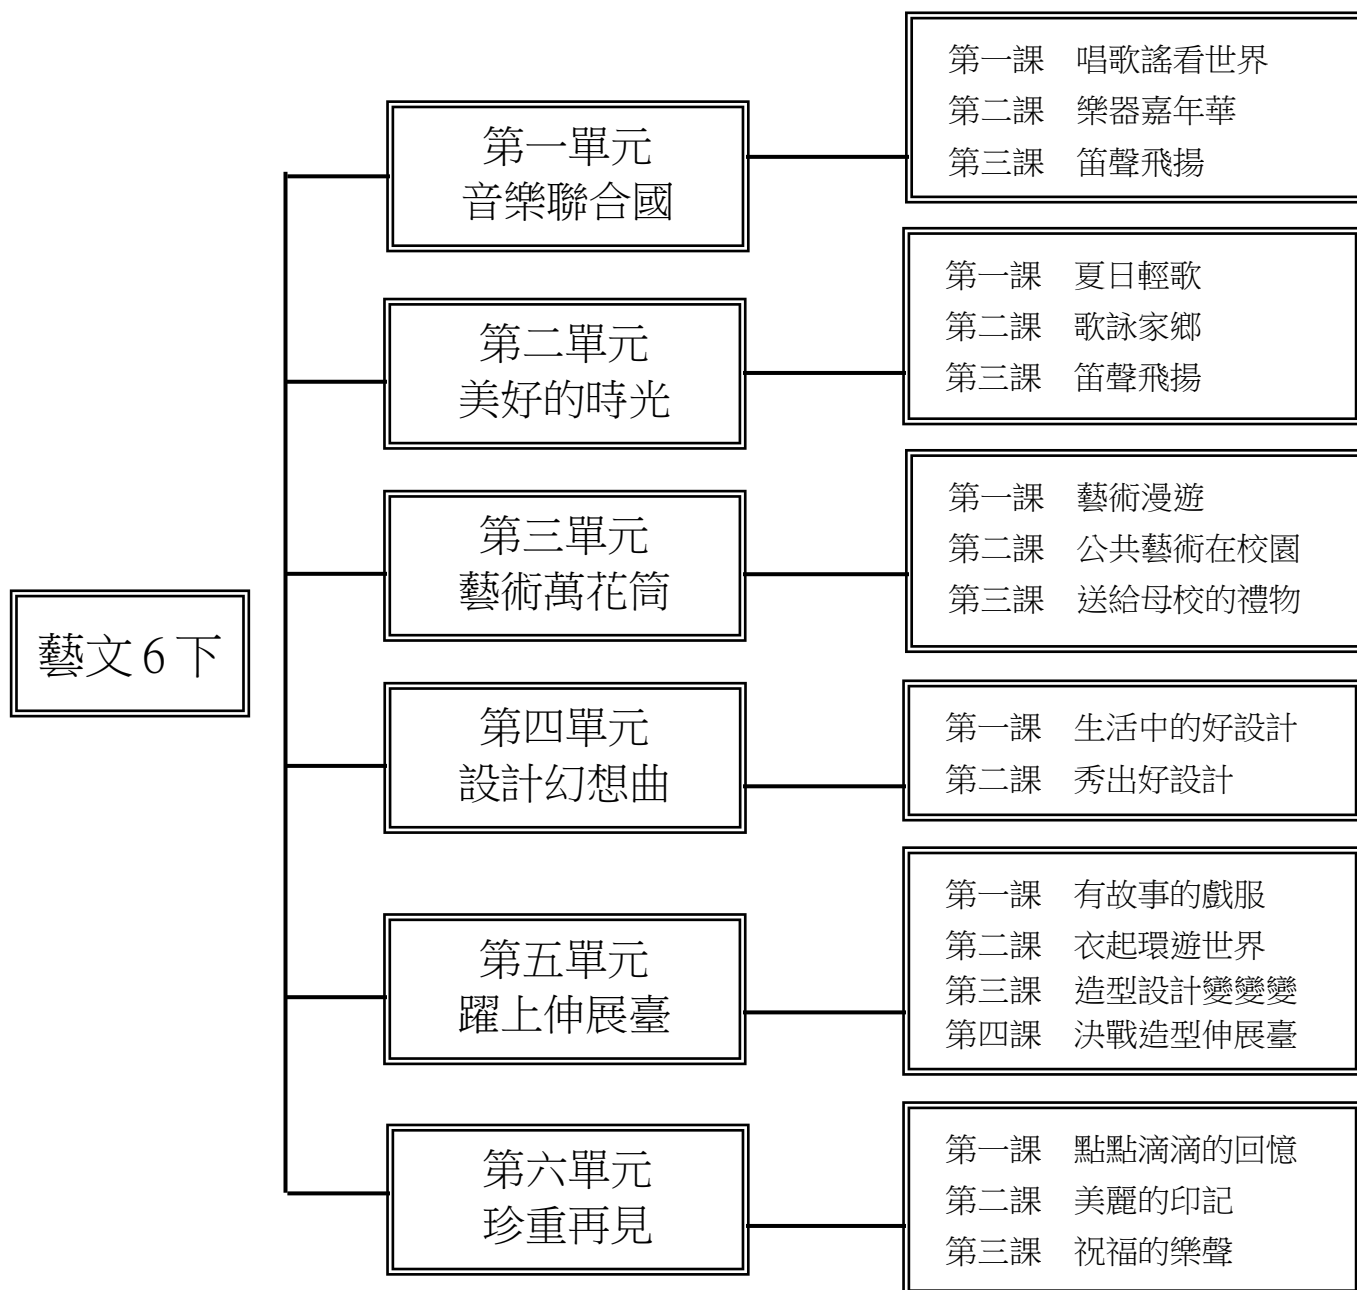 藝文6下
第一單元
音樂聯合國
第一課　唱歌謠看世界
第二課　樂器嘉年華
第三課　笛聲飛揚
第二單元
美好的時光
第一課　夏日輕歌
第二課　歌詠家鄉
第三課　笛聲飛揚
第三單元
藝術萬花筒
第一課　藝術漫遊
第二課　公共藝術在校園
第三課　送給母校的禮物
第四單元
設計幻想曲
第一課　生活中的好設計
第二課　秀出好設計
第五單元
躍上伸展臺
第一課　有故事的戲服
第二課　衣起環遊世界
第三課　造型設計變變變
第四課　決戰造型伸展臺
第六單元
珍重再見
第一課　點點滴滴的回憶
第二課　美麗的印記
第三課　祝福的樂聲